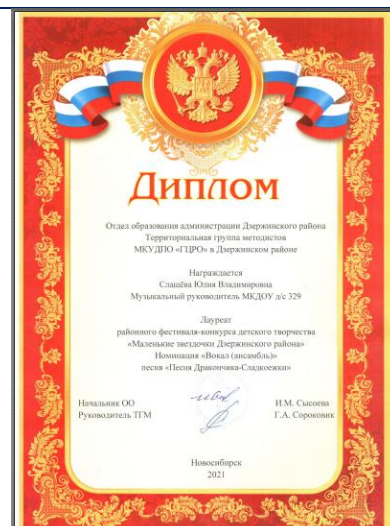 Диплом
Отдел образования администрации Дзержинского района
Территориальная группа методистов
МКУДПО «ГЦРО» в Дзержинском районе
Награждается
Слащёва Юлия Владимировна
Музыкальный руководитель МКДОУ д/с 329
Лауреат
районного фестиваля-конкурса детского творчества
«Маленькие звездочки Дзержинского района»
Номинация «Вокал (ансамбль)»
песня «Песня Дракончика-Сладкоежки»
Начальник ОО И.М. Сысоева
Руководитель ТГМ Г.А. Сороковик
Новосибирск
2021